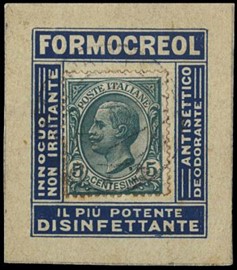 FORMOCREOL
INNOCUO
NON IRRITANTE
POSTE ITALIANE
5
CENTESIMI
5
ANTISETTICO
DEODORANTE
IL PIÙ POTENTE
DISINFETTANTE